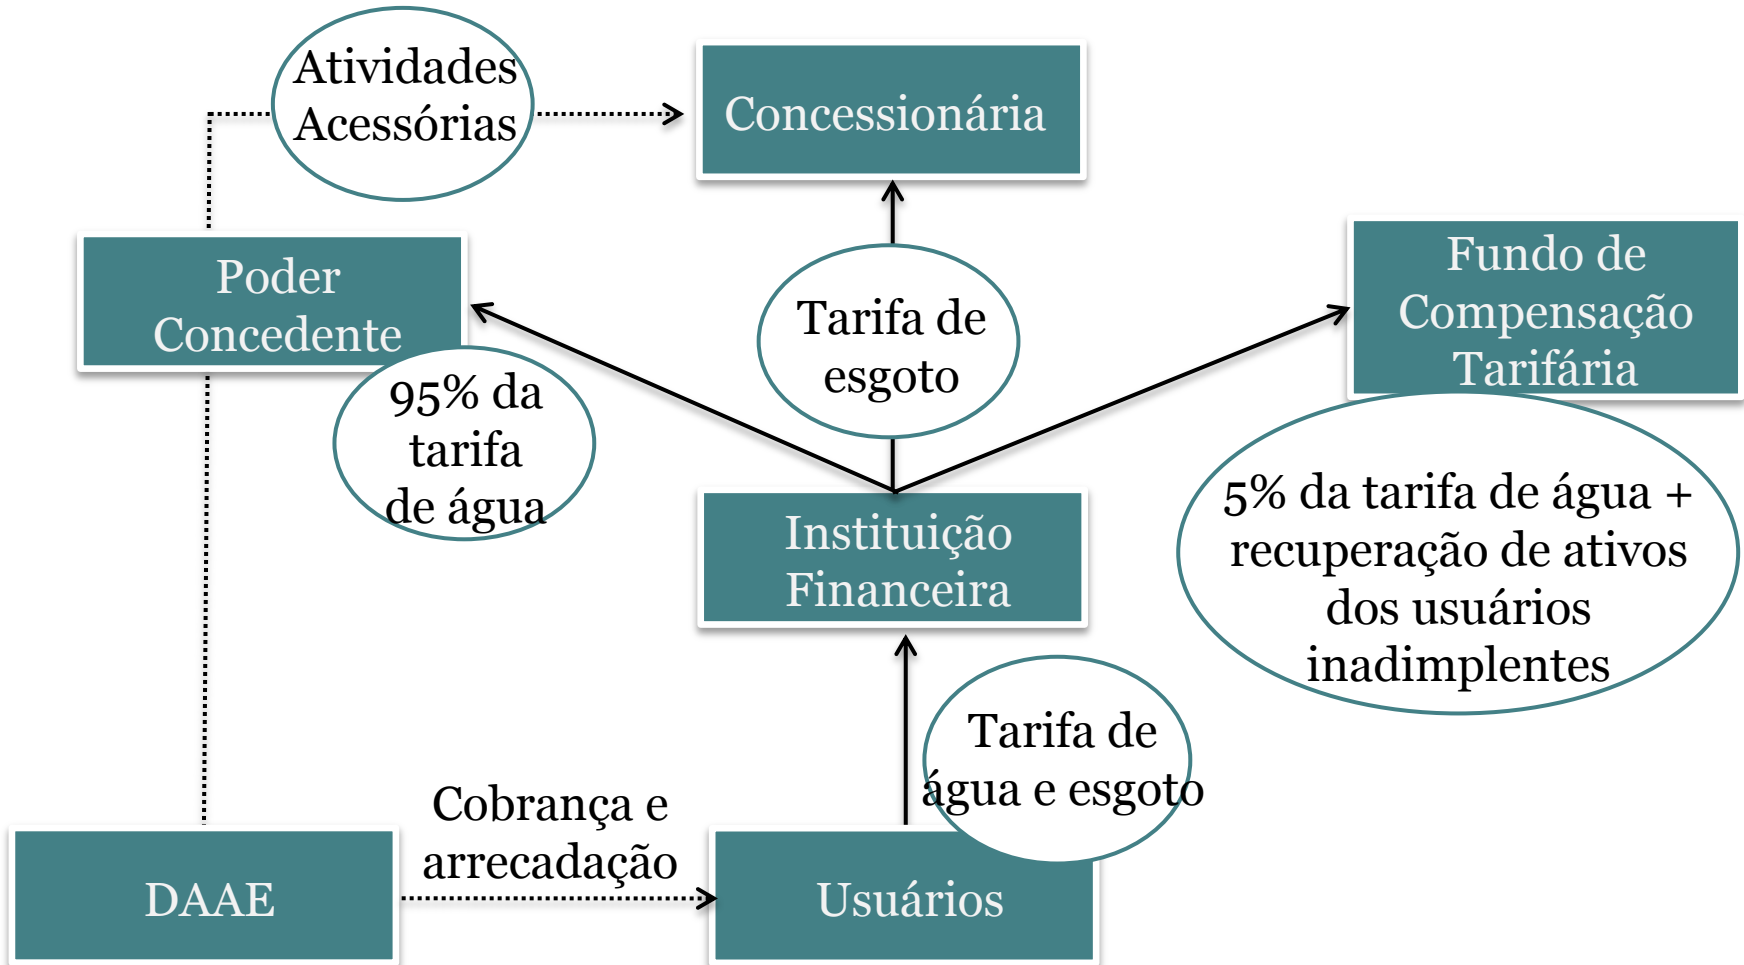 Atividades
Acessórias
Concessionária
Poder
Concedente
Fundo de
Compensação
Tarifária
Tarifa de
esgoto
95% da
tarifa
de água
5% da tarifa de água +
recuperação de ativos
dos usuários
inadimplentes
Instituição
Financeira
Tarifa de
água e esgoto
Cobrança e
arrecadação
DAAE
Usuários